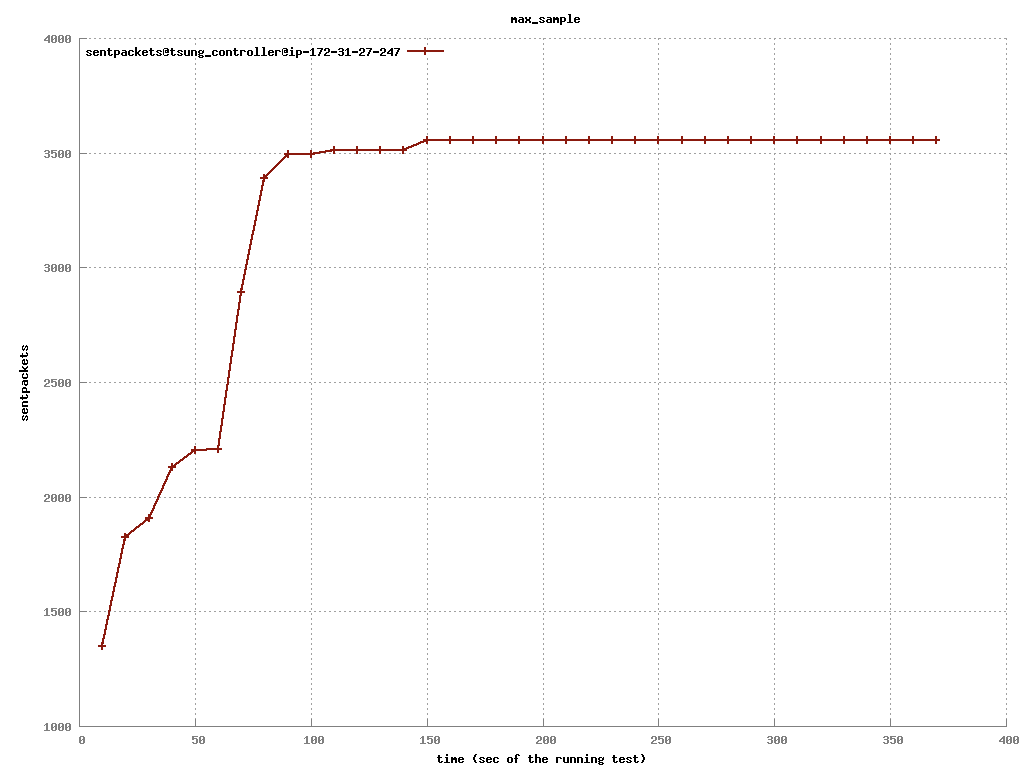 max_sample
sentpackets@tsung_controller@ip-172-31-27-247
4000
3500
3000
2500
2000
1500
1000
sentpackets
0 50 100 150 200 250 300 350 400
time (sec of the running test)